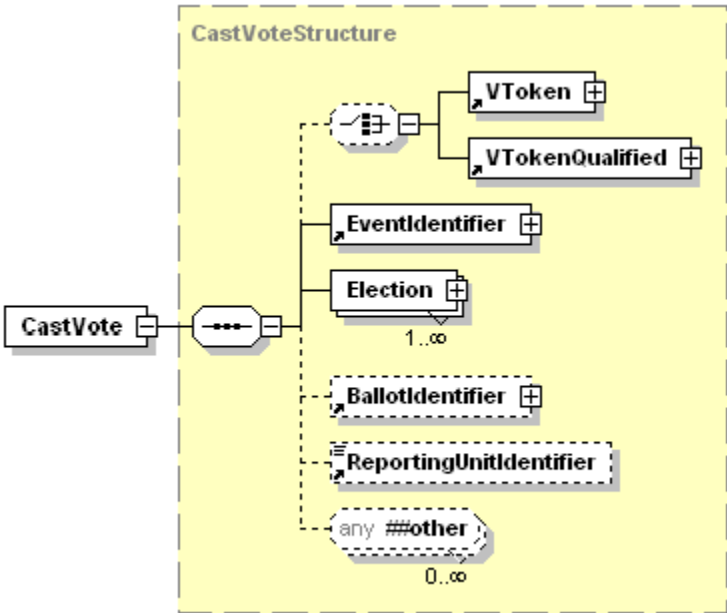 CastVoteStructure
VToken
VTokenQualified
EventIdentifier
Election
1..∞
CastVote
BallotIdentifier
ReportingUnitIdentifier
any ##other
0..∞